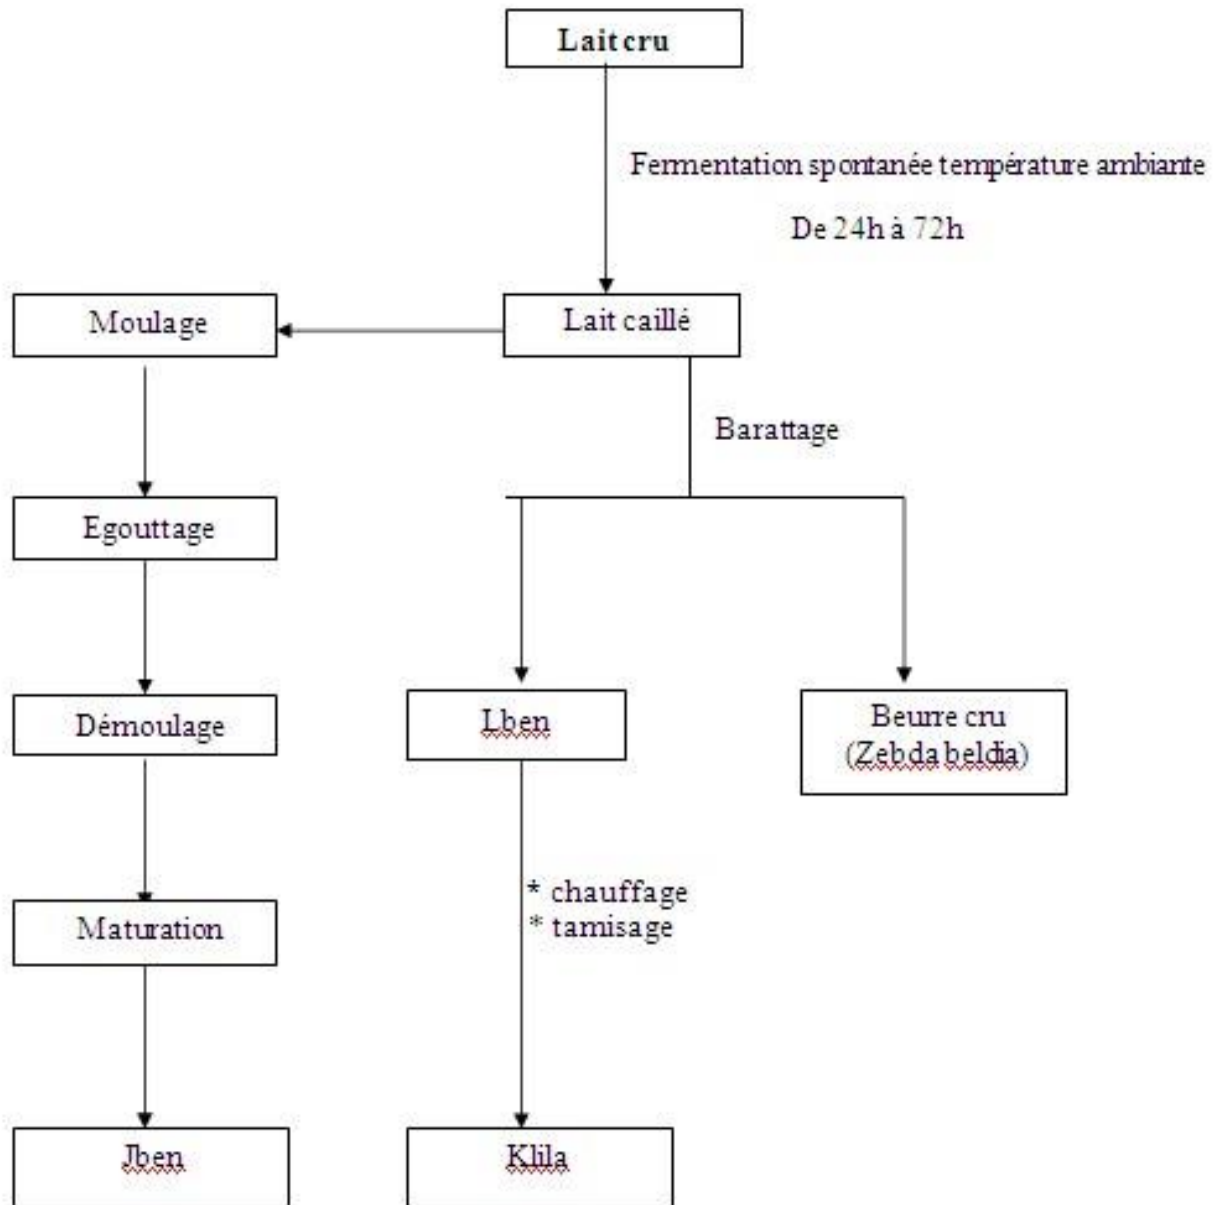 Lait cru
Fermentation spontanée température ambiante
De 24h à 72h
Moulage
Lait caillé
Barattage
Egouttage
Démoulage
Lben
Beurre cru
(Zebda beldia)
* chauffage
* tamisage
Maturation
Jben
Klila